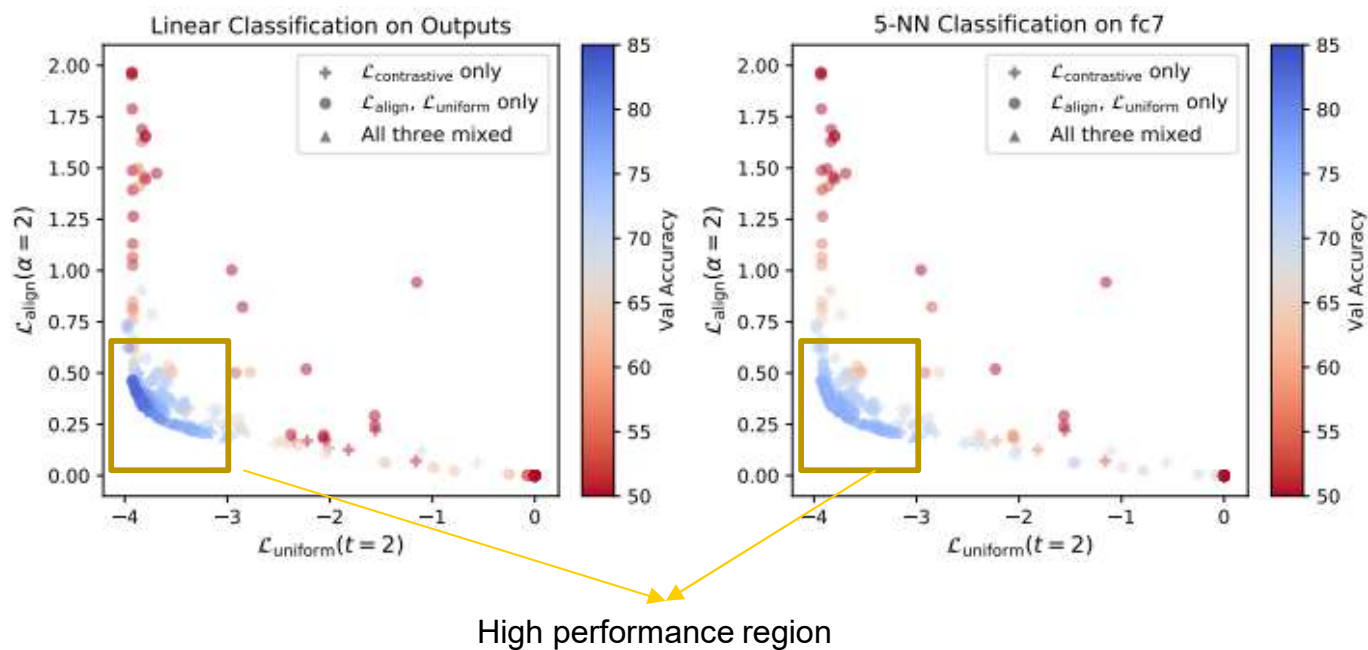 Linear Classification on Outputs
2.00
1.75
1.50
1.25
1.00
0.75
0.50
0.25
0.00
ℒalign(α = 2)
ℒcontrastive only
ℒalign, ℒuniform only
All three mixed
−4 −3 −2 −1 0
ℒuniform(t = 2)
85
80
75
70
65
60
55
50
Val Accuracy
5-NN Classification on fc7
2.00
1.75
1.50
1.25
1.00
0.75
0.50
0.25
0.00
ℒalign(α = 2)
ℒcontrastive only
ℒalign, ℒuniform only
All three mixed
−4 −3 −2 −1 0
ℒuniform(t = 2)
85
80
75
70
65
60
55
50
Val Accuracy
High performance region